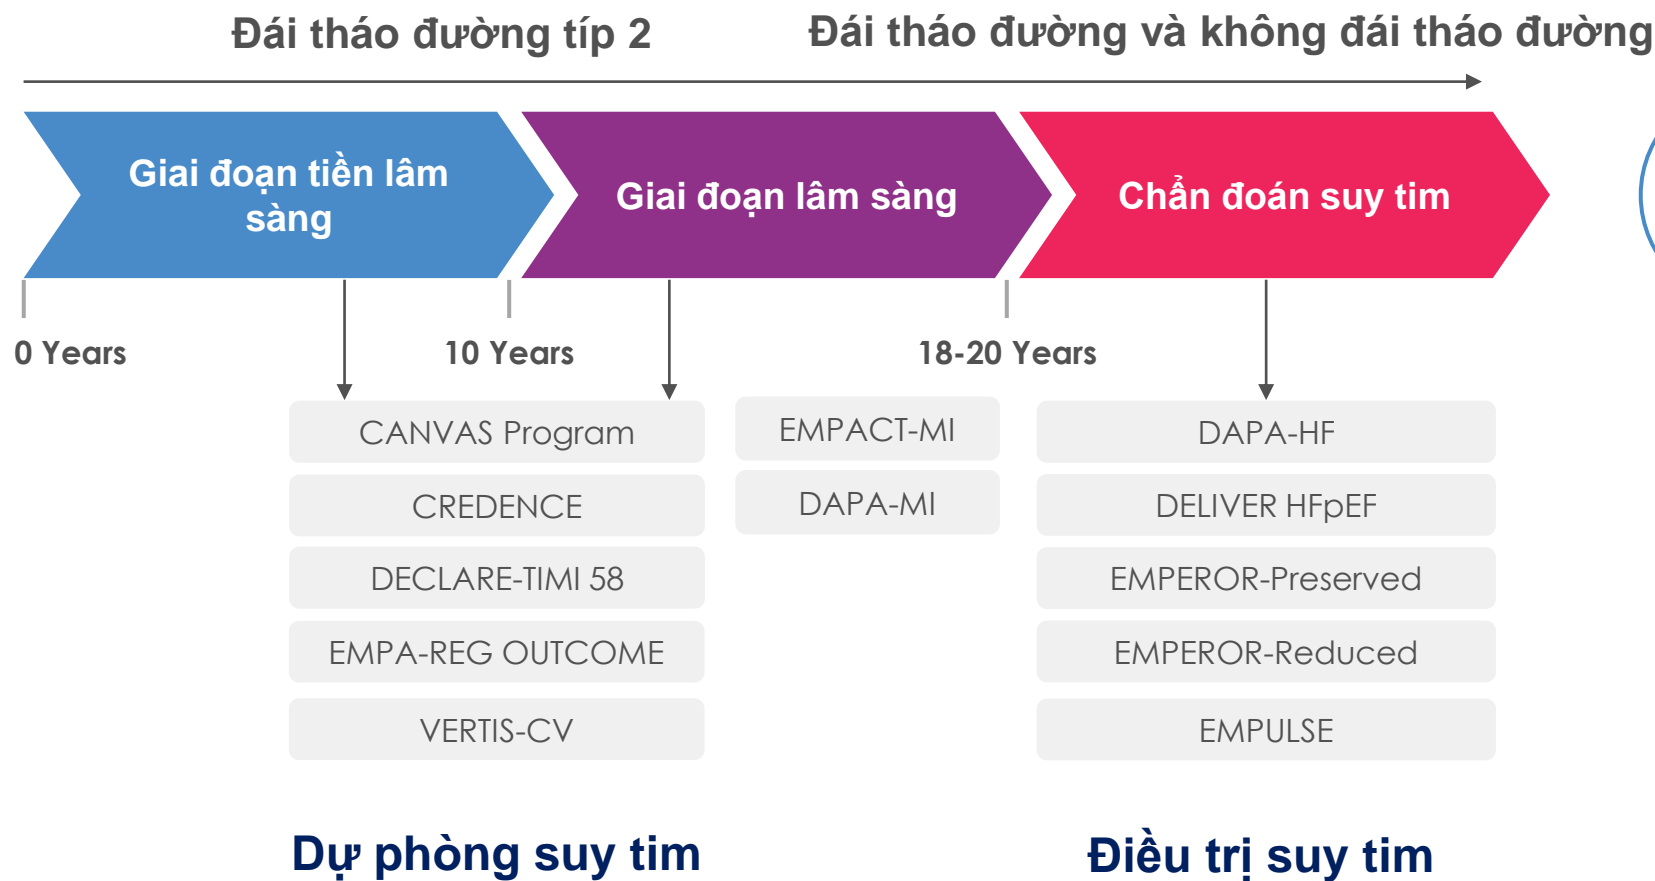 Đái tháo đường típ 2
Đái tháo đường và không đái tháo đường
Giai đoạn tiền lâm
sàng
Giai đoạn lâm sàng
Chẩn đoán suy tim
0 Years
10 Years
18-20 Years
CANVAS Program
CREDENCE
DECLARE-TIMI 58
EMPA-REG OUTCOME
VERTIS-CV
EMPACT-MI
DAPA-MI
DAPA-HF
DELIVER HFpEF
EMPEROR-Preserved
EMPEROR-Reduced
EMPULSE
Dự phòng suy tim
Điều trị suy tim